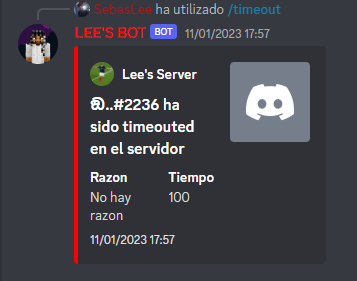 SebasLee ha utilizado /timeout
LEE'S BOT BOT 11/01/2023 17:57
Lee's Server
..#2236 ha
sido timeouted
en el servidor
Razon Tiempo
No hay 100
razon
11/01/2023 17:57